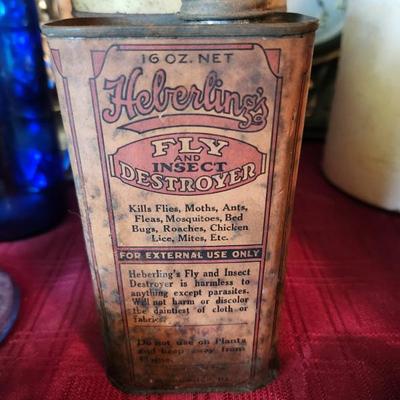 16 OZ. NET
Heberling's
FLY
AND
INSECT
DESTROYER
Kills Flies, Moths, Ants,
Fleas, Mosquitoes, Bed
Bugs, Roaches, Chicken
Lice, Mites, Etc.
FOR EXTERNAL USE ONLY
Heberling's Fly and Insect
Destroyer is harmless to
anything except parasites.
Will not harm or discolor
the daintiest of cloth or
fabrics.
Do not use on Plants
and keep away from